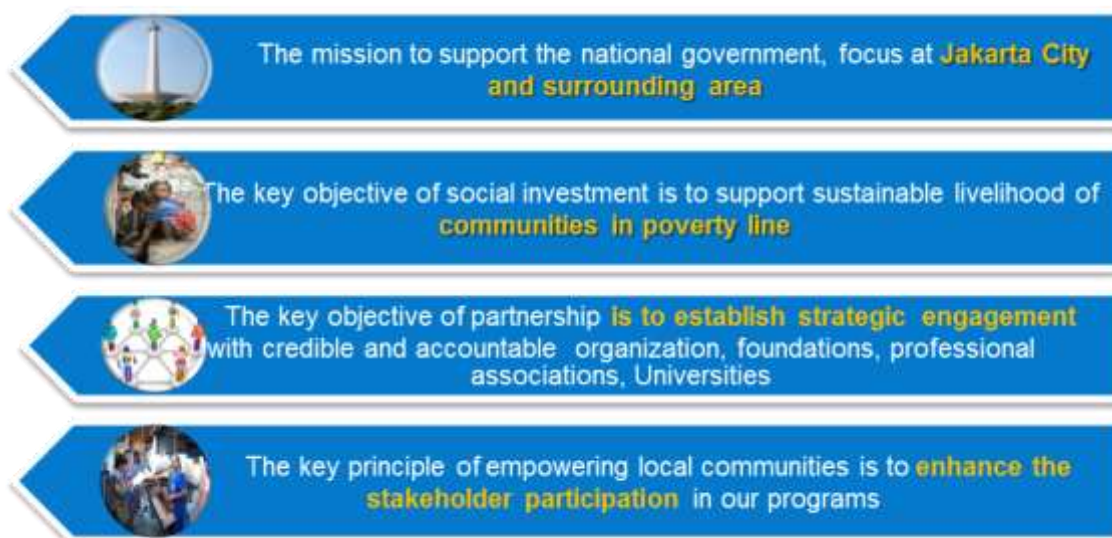 The mission to support the national government, focus at Jakarta City
and surrounding area
The key objective of social investment is to support sustainable livelihood of
communities in poverty line
The key objective of partnership is to establish strategic engagement
with credible and accountable organization, foundations, professional
associations, Universities
The key principle of empowering local communities is to enhance the
stakeholder participation in our programs